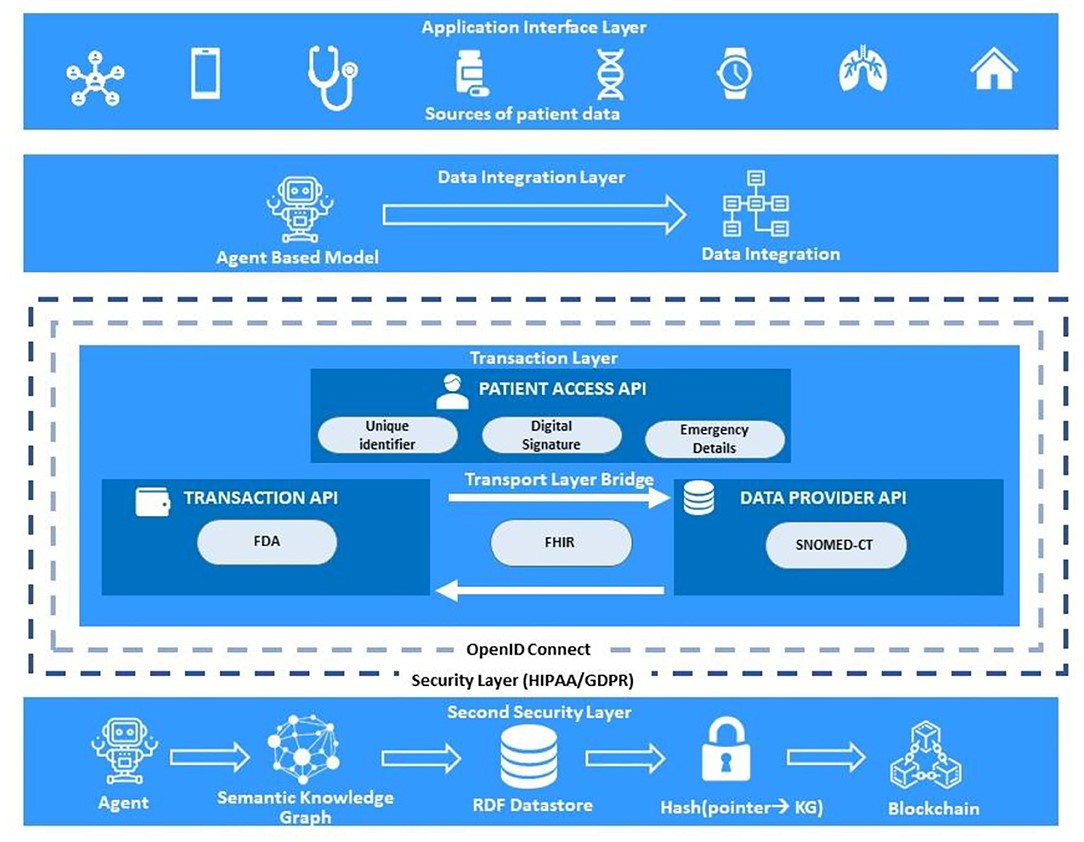 Application Interface Layer
Sources of patient data
Data Integration Layer
Agent Based Model
Data Integration
Transaction Layer
PATIENT ACCESS API
Unique
identifier
Digital
Signature
Emergency
Details
Transport Layer Bridge
TRANSACTION API
FDA
FHIR
DATA PROVIDER API
SNOMED-CT
OpenID Connect
Security Layer (HIPAA/GDPR)
Second Security Layer
Agent
Semantic Knowledge
Graph
RDF Datastore
Hash(pointer→ KG)
Blockchain